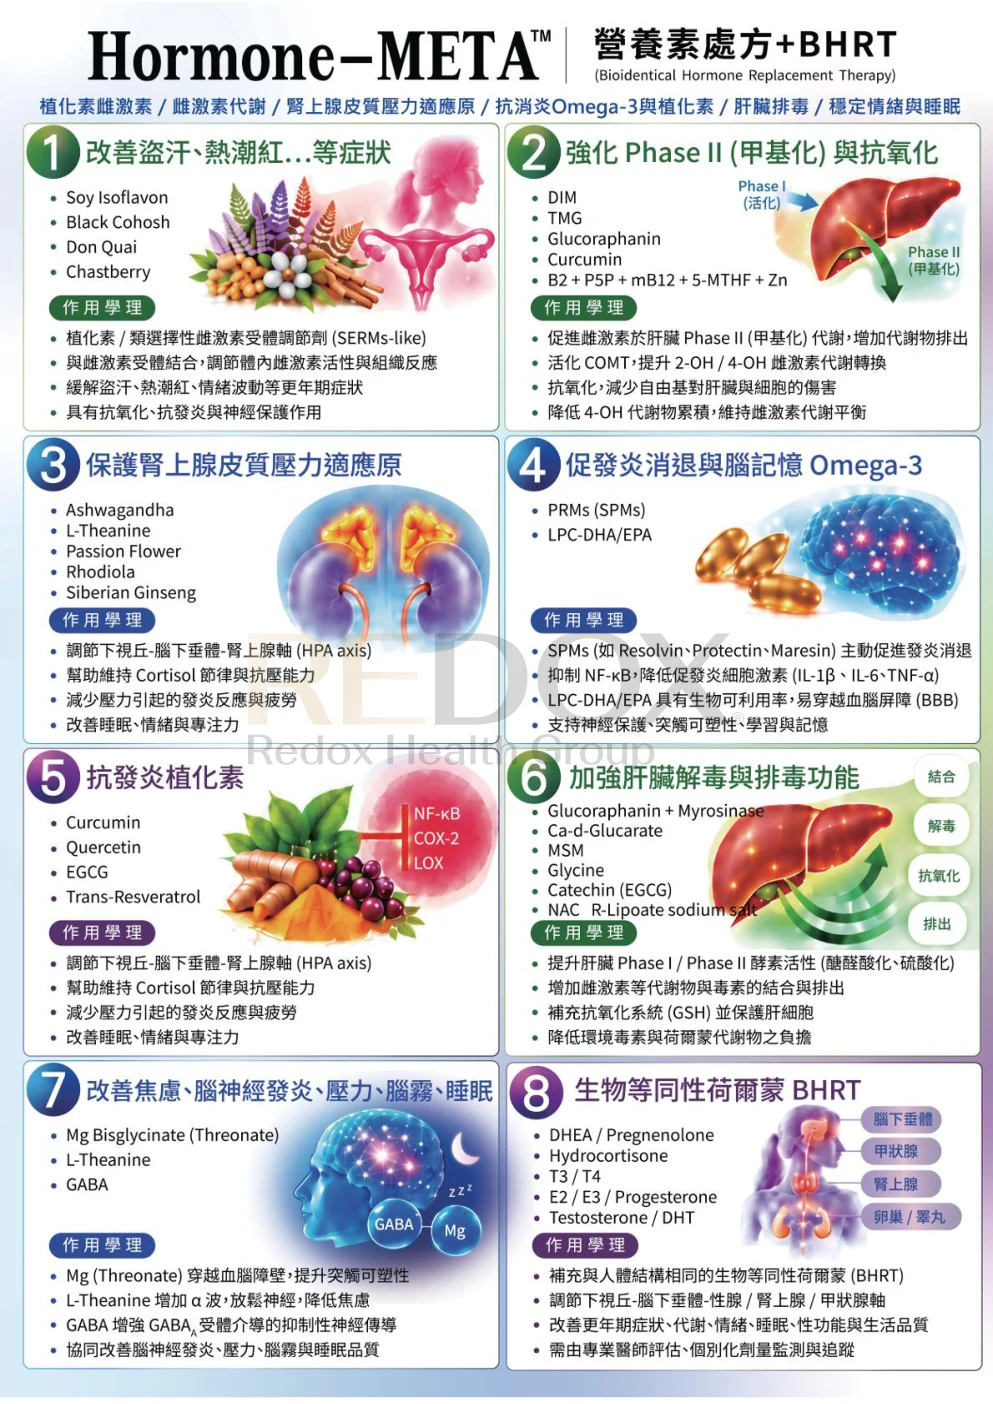 Hormone-META™
營養素處方+BHRT
(Bioidentical Hormone Replacement Therapy)
植化素雌激素 / 雌激素代謝 / 腎上腺皮質壓力適應原 / 抗消炎Omega-3與植化素 / 肝臟排毒 / 穩定情緒與睡眠
1 改善盜汗、熱潮紅...等症狀
• Soy Isoflavon
• Black Cohosh
• Don Quai
• Chastberry
作用學理
• 植化素 / 類選擇性雌激素受體調節劑 (SERMs-like)
• 與雌激素受體結合，調節體內雌激素活性與組織反應
• 緩解盜汗、熱潮紅、情緒波動等更年期症狀
• 具有抗氧化、抗發炎與神經保護作用
2 強化 Phase II (甲基化) 與抗氧化
• DIM
• TMG
• Glucoraphanin
• Curcumin
• B2 + P5P + mB12 + 5-MTHF + Zn
Phase I
(活化)
Phase II
(甲基化)
作用學理
• 促進雌激素於肝臟 Phase II (甲基化) 代謝，增加代謝物排出
• 活化 COMT，提升 2-OH / 4-OH 雌激素代謝轉換
• 抗氧化，減少自由基對肝臟與細胞的傷害
• 降低 4-OH 代謝物累積，維持雌激素代謝平衡
3 保護腎上腺皮質壓力適應原
• Ashwagandha
• L-Theanine
• Passion Flower
• Rhodiola
• Siberian Ginseng
作用學理
• 調節下視丘-腦下垂體-腎上腺軸 (HPA axis)
• 幫助維持 Cortisol 節律與抗壓能力
• 減少壓力引起的發炎反應與疲勞
• 改善睡眠、情緒與專注力
4 促發炎消退與腦記憶 Omega-3
• PRMs (SPMs)
• LPC-DHA/EPA
作用學理
• SPMs (如 Resolvin、Protectin、Maresin) 主動促進發炎消退
• 抑制 NF-κB，降低促發炎細胞激素 (IL-1β、IL-6、TNF-α)
• LPC-DHA/EPA 具有生物可利用率，易穿越血腦屏障 (BBB)
• 支持神經保護、突觸可塑性、學習與記憶
REDOX®
Redox Health Group
5 抗發炎植化素
• Curcumin
• Quercetin
• EGCG
• Trans-Resveratrol
NF-κB
COX-2
LOX
作用學理
• 調節下視丘-腦下垂體-腎上腺軸 (HPA axis)
• 幫助維持 Cortisol 節律與抗壓能力
• 減少壓力引起的發炎反應與疲勞
• 改善睡眠、情緒與專注力
6 加強肝臟解毒與排毒功能
• Glucoraphanin + Myrosinase
• Ca-d-Glucarate
• MSM
• Glycine
• Catechin (EGCG)
• NAC R-Lipoate sodium salt
結合
解毒
抗氧化
排出
作用學理
• 提升肝臟 Phase I / Phase II 酵素活性 (醣醛酸化、硫酸化)
• 增加雌激素等代謝物與毒素的結合與排出
• 補充抗氧化系統 (GSH) 並保護肝細胞
• 降低環境毒素與荷爾蒙代謝物之負擔
7 改善焦慮、腦神經發炎、壓力、腦霧、睡眠
• Mg Bisglycinate (Threonate)
• L-Theanine
• GABA
z z z
GABA
Mg
作用學理
• Mg (Threonate) 穿越血腦障壁，提升突觸可塑性
• L-Theanine 增加 α 波，放鬆神經，降低焦慮
• GABA 增強 GABAA 受體介導的抑制性神經傳導
• 協同改善腦神經發炎、壓力、腦霧與睡眠品質
8 生物等同性荷爾蒙 BHRT
• DHEA / Pregnenolone
• Hydrocortisone
• T3 / T4
• E2 / E3 / Progesterone
• Testosterone / DHT
腦下垂體
甲狀腺
腎上腺
卵巢 / 睪丸
作用學理
• 補充與人體結構相同的生物等同性荷爾蒙 (BHRT)
• 調節下視丘-腦下垂體-性腺 / 腎上腺 / 甲狀腺軸
• 改善更年期症狀、代謝、情緒、睡眠、性功能與生活品質
• 需由專業醫師評估、個別化劑量監測與追蹤